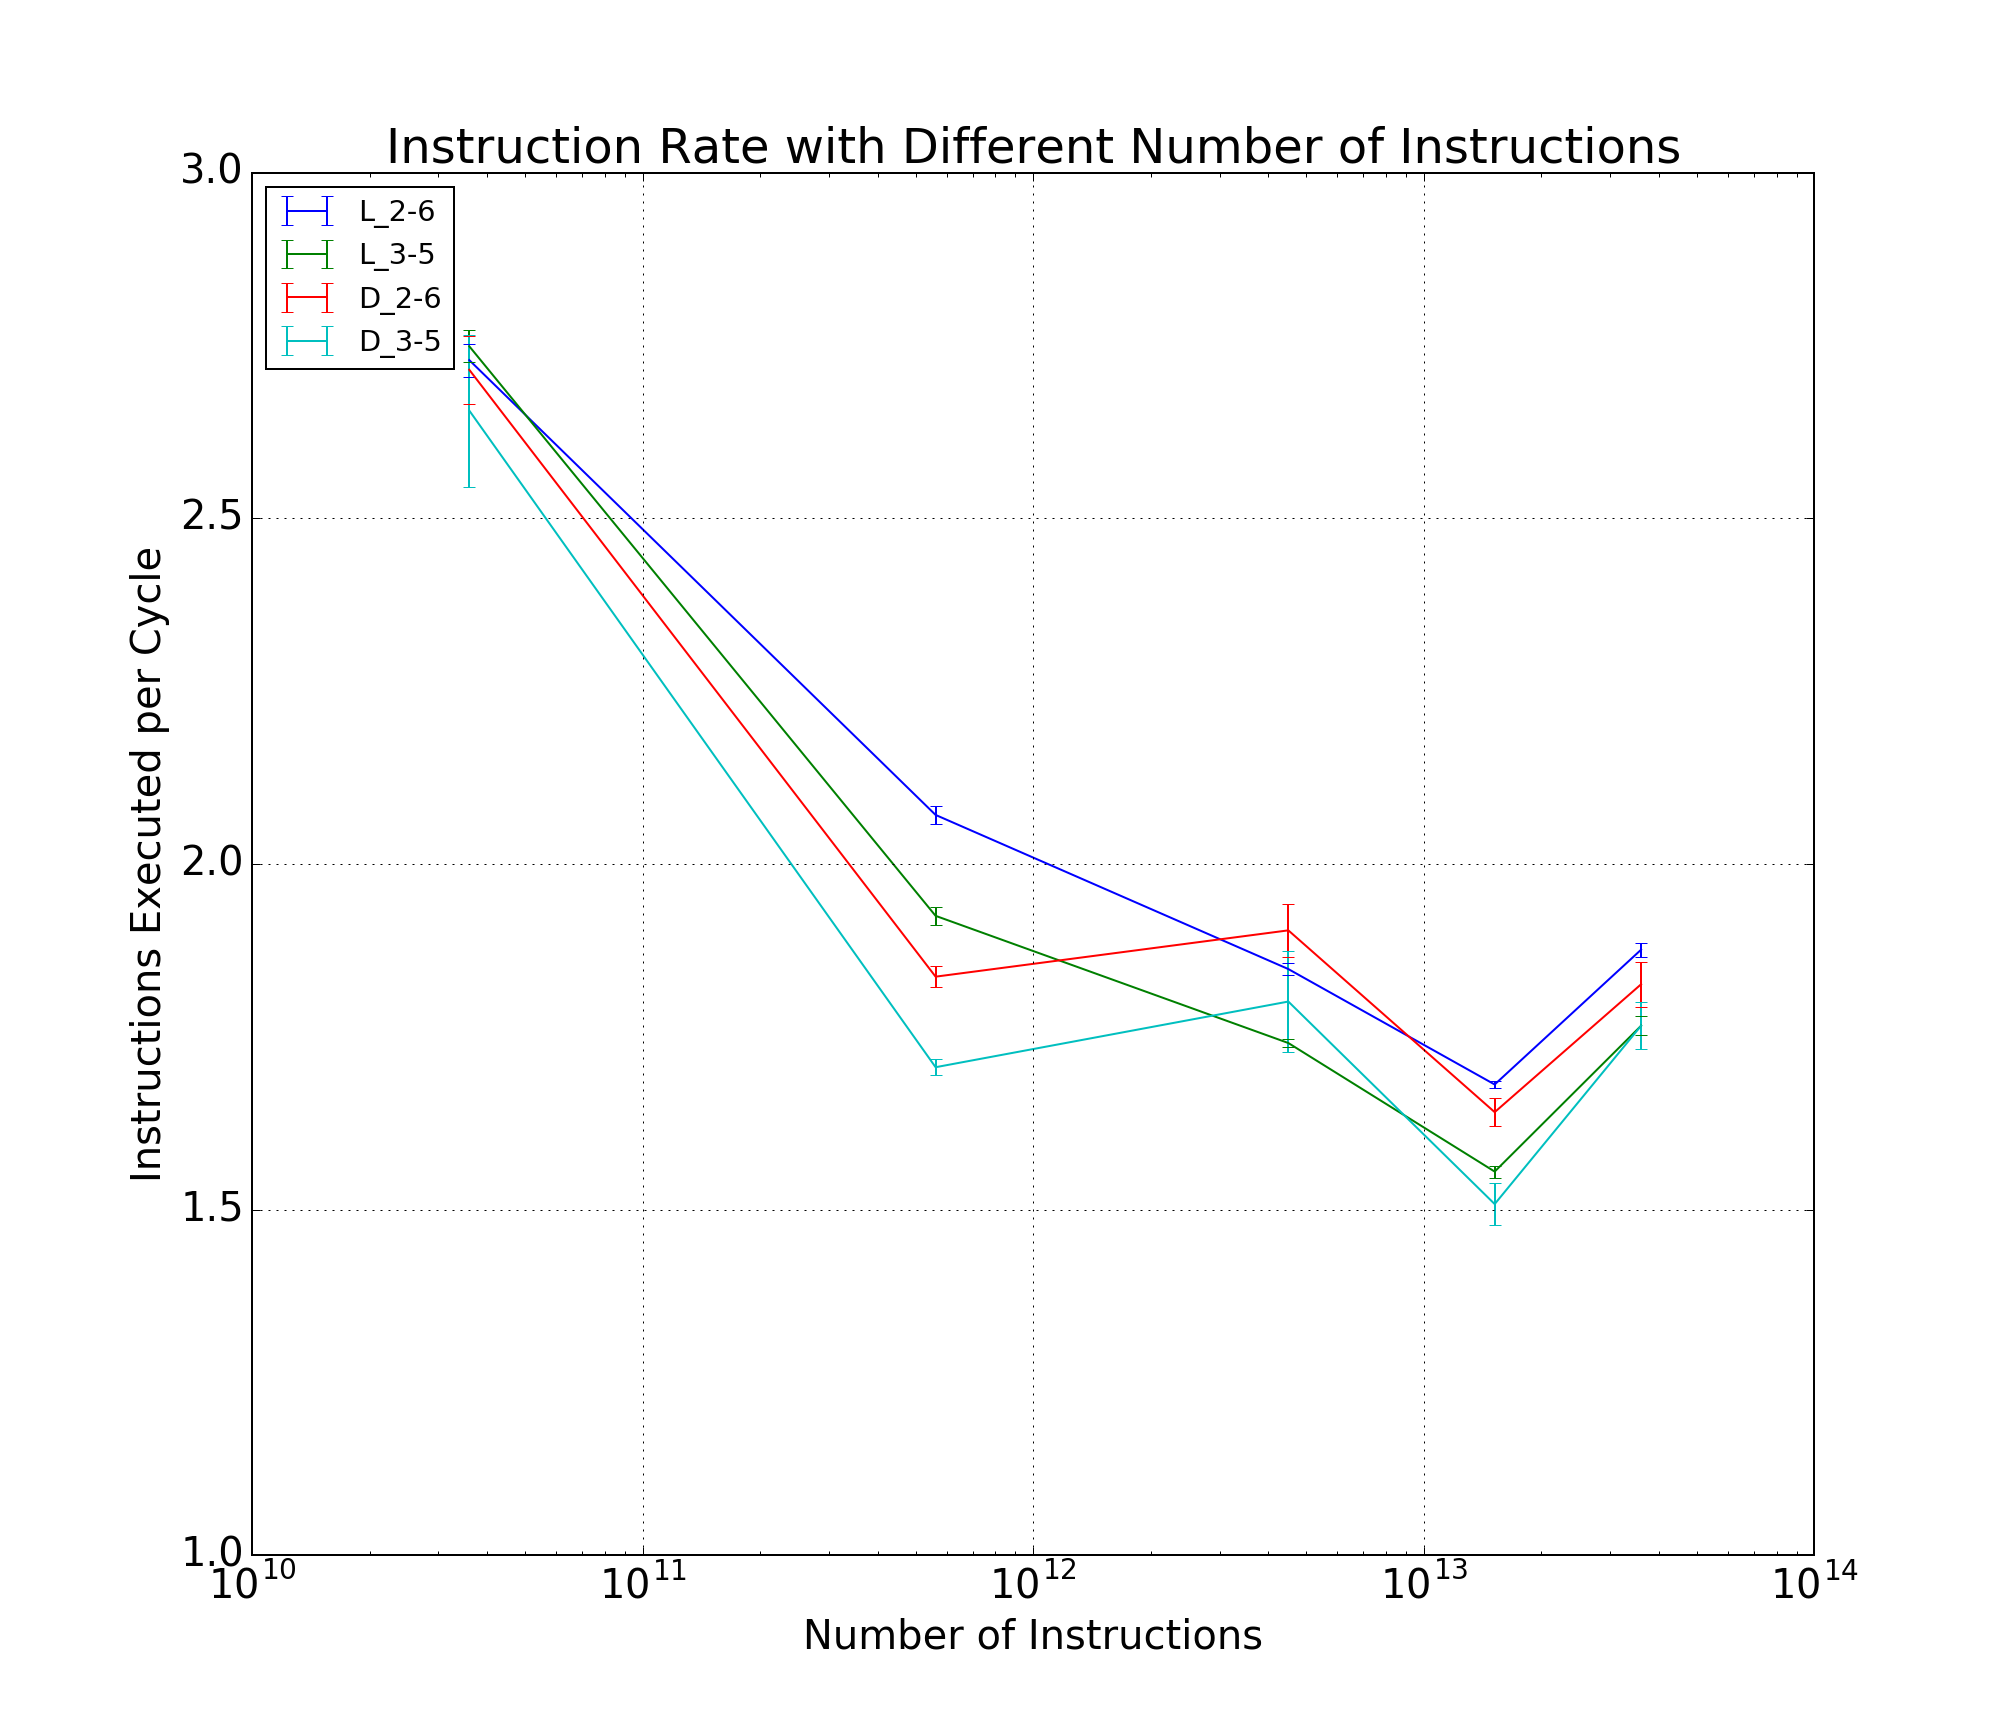 Instruction Rate with Different Number of Instructions
3.0
L_2-6
L_3-5
D_2-6
D_3-5
2.5
2.0
1.5
1.0
Instructions Executed per Cycle
10^10 10^11 10^12 10^13 10^14
Number of Instructions